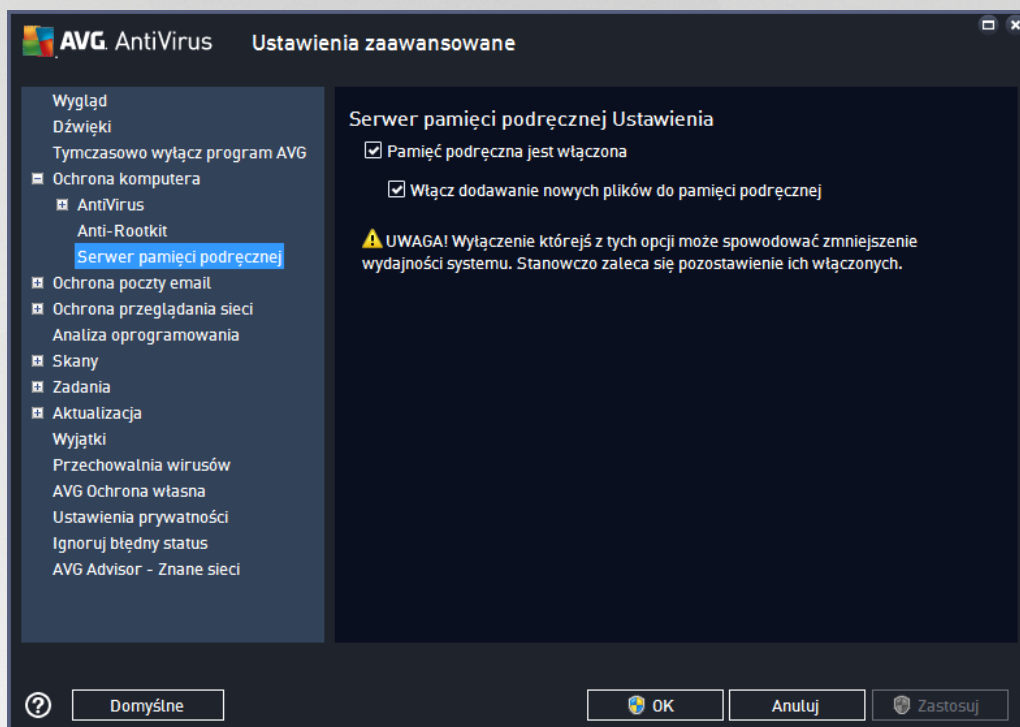 AVG. AntiVirus Ustawienia zaawansowane
Wygląd
Dźwięki
Tymczasowo wyłącz program AVG
Ochrona komputera
AntiVirus
Anti-Rootkit
Serwer pamięci podręcznej
Ochrona poczty email
Ochrona przeglądania sieci
Analiza oprogramowania
Skany
Zadania
Aktualizacja
Wyjątki
Przechowalnia wirusów
AVG Ochrona własna
Ustawienia prywatności
Ignoruj błędny status
AVG Advisor - Znane sieci
Serwer pamięci podręcznej Ustawienia
Pamięć podręczna jest włączona
Włącz dodawanie nowych plików do pamięci podręcznej
UWAGA! Wyłączenie którejś z tych opcji może spowodować zmniejszenie
wydajności systemu. Stanowczo zaleca się pozostawienie ich włączonych.
? Domyślne OK Anuluj Zastosuj